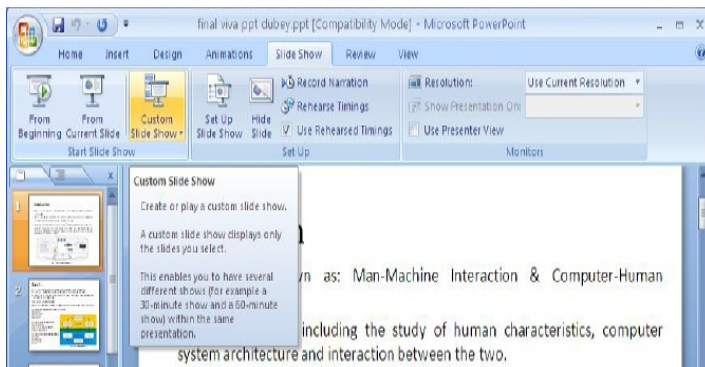 final viva ppt dubey.ppt [Compatibility Mode] - Microsoft PowerPoint
Home Insert Design Animations Slide Show Review View
From Beginning
From Current Slide
Custom Slide Show
Set Up Slide Show
Hide Slide
Record Narration
Rehearse Timings
Use Rehearsed Timings
Resolution: Use Current Resolution
Show Presentation On:
Use Presenter View
Start Slide Show
Set Up
Monitors
1
2
Custom Slide Show
Create or play a custom slide show.
A custom slide show displays only
the slides you select.
This enables you to have several
different shows (for example a
30-minute show and a 60-minute
show) within the same
presentation.
as: Man-Machine Interaction & Computer-Human
including the study of human characteristics, computer
system architecture and interaction between the two.